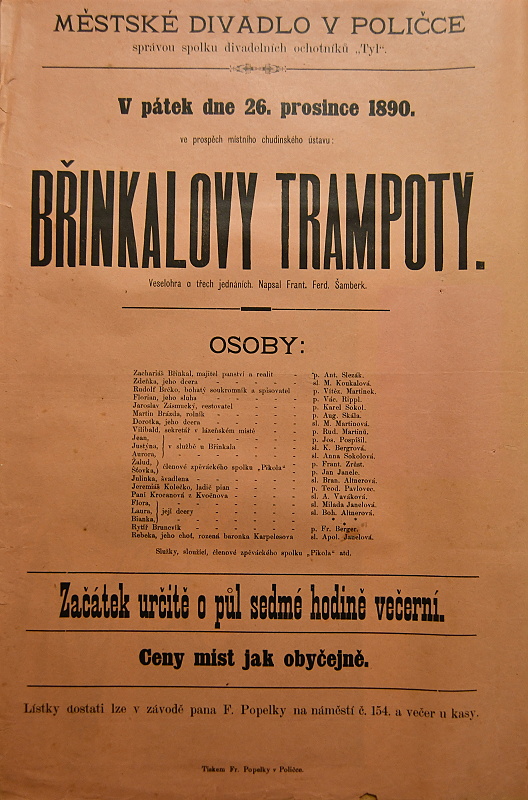 MĚSTSKÉ DIVADLO V POLIČCE
správou spolku divadelních ochotníků „Tyl“.
V pátek dne 26. prosince 1890.
ve prospěch místního chudinského ústavu:
BŘINKALOVY TRAMPOTY.
Veselohra o třech jednáních. Napsal Frant. Ferd. Šamberk.
OSOBY:
Zachariáš Břinkal, majitel panství a realit - p. Ant. Slezák.
Zdeňka, jeho dcera - - - - - sl. M. Koukalová.
Rudolf Brčko, bohatý soukromník a spisovatel - p. Vítěz. Martinek.
Florian, jeho sluha - - - - - p. Vác. Rippl.
Jaroslav Zásmucký, cestovatel - - - - p. Karel Sokol.
Martin Brázda, rolník - - - - - p. Aug. Skála.
Dorotka, jeho dcera - - - - - sl. M. Martinová.
Vilibald, sekretář v lázeňském místě - - - p. Rud. Martinů.
Jean, - - - - p. Jos. Pospíšil.
Justýna, } v službě u Břinkala - - - - sl. K. Bergrová.
Aurora, - - - - sl. Anna Sokolová.
Žalud, } členové zpěváckého spolku „Pikola“ - p. Frant. Zrůst.
Šťovka, p. Jan Janele.
Julinka, švadlena - - - - - sl. Bran. Altnerová.
Jeremiáš Kolečko, ladič pian - - - - p. Teod. Pavlovec.
Paní Krocanová z Kvočnova - - - - sl. A. Vaváková.
Flora, - - - - sl. Milada Janelová.
Laura, } její dcery - - - - sl. Boh. Altnerová.
Bianka, - - - - * * *
Rytíř Bruncvík - - - - - p. Fr. Berger.
Rebeka, jeho choť, rozená baronka Karpelesova sl. Apol. Janelová.
Služky, sloužící, členové zpěváckého spolku „Pikola“ atd.
Začátek určitě o půl sedmé hodině večerní.
Ceny míst jak obyčejně.
Lístky dostati lze v závodě pana F. Popelky na náměstí č. 154. a večer u kasy.
Tiskem Fr. Popelky v Poličce.